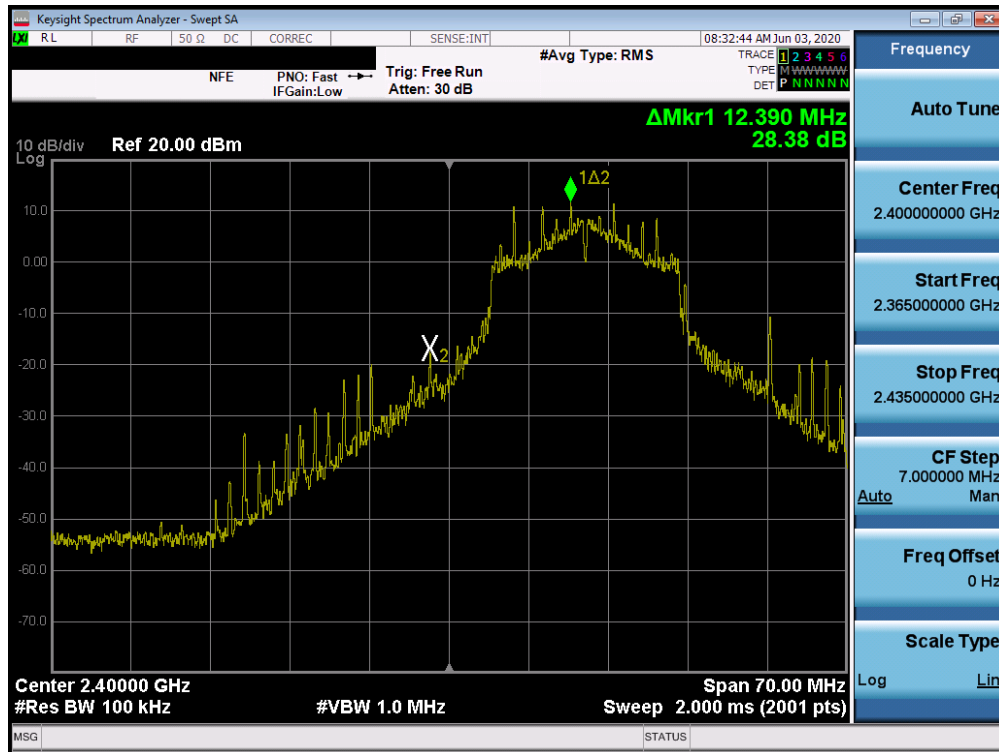 Keysight Spectrum Analyzer - Swept SA
LXI RL RF 50 Ω DC CORREC SENSE:INT 08:32:44 AM Jun 03, 2020
#Avg Type: RMS TRACE 1 2 3 4 5 6
NFE PNO: Fast Trig: Free Run TYPE M W W W W W
IFGain:Low Atten: 30 dB DET P N N N N N
ΔMkr1 12.390 MHz
28.38 dB
10 dB/div Ref 20.00 dBm
Log
1Δ2
10.0
0.00
-10.0
X2
-20.0
-30.0
-40.0
-50.0
-60.0
-70.0
Center 2.40000 GHz Span 70.00 MHz
#Res BW 100 kHz #VBW 1.0 MHz Sweep 2.000 ms (2001 pts)
MSG STATUS
Frequency
Auto Tune
Center Freq
2.400000000 GHz
Start Freq
2.365000000 GHz
Stop Freq
2.435000000 GHz
CF Step
7.000000 MHz
Auto Man
Freq Offset
0 Hz
Scale Type
Log Lin